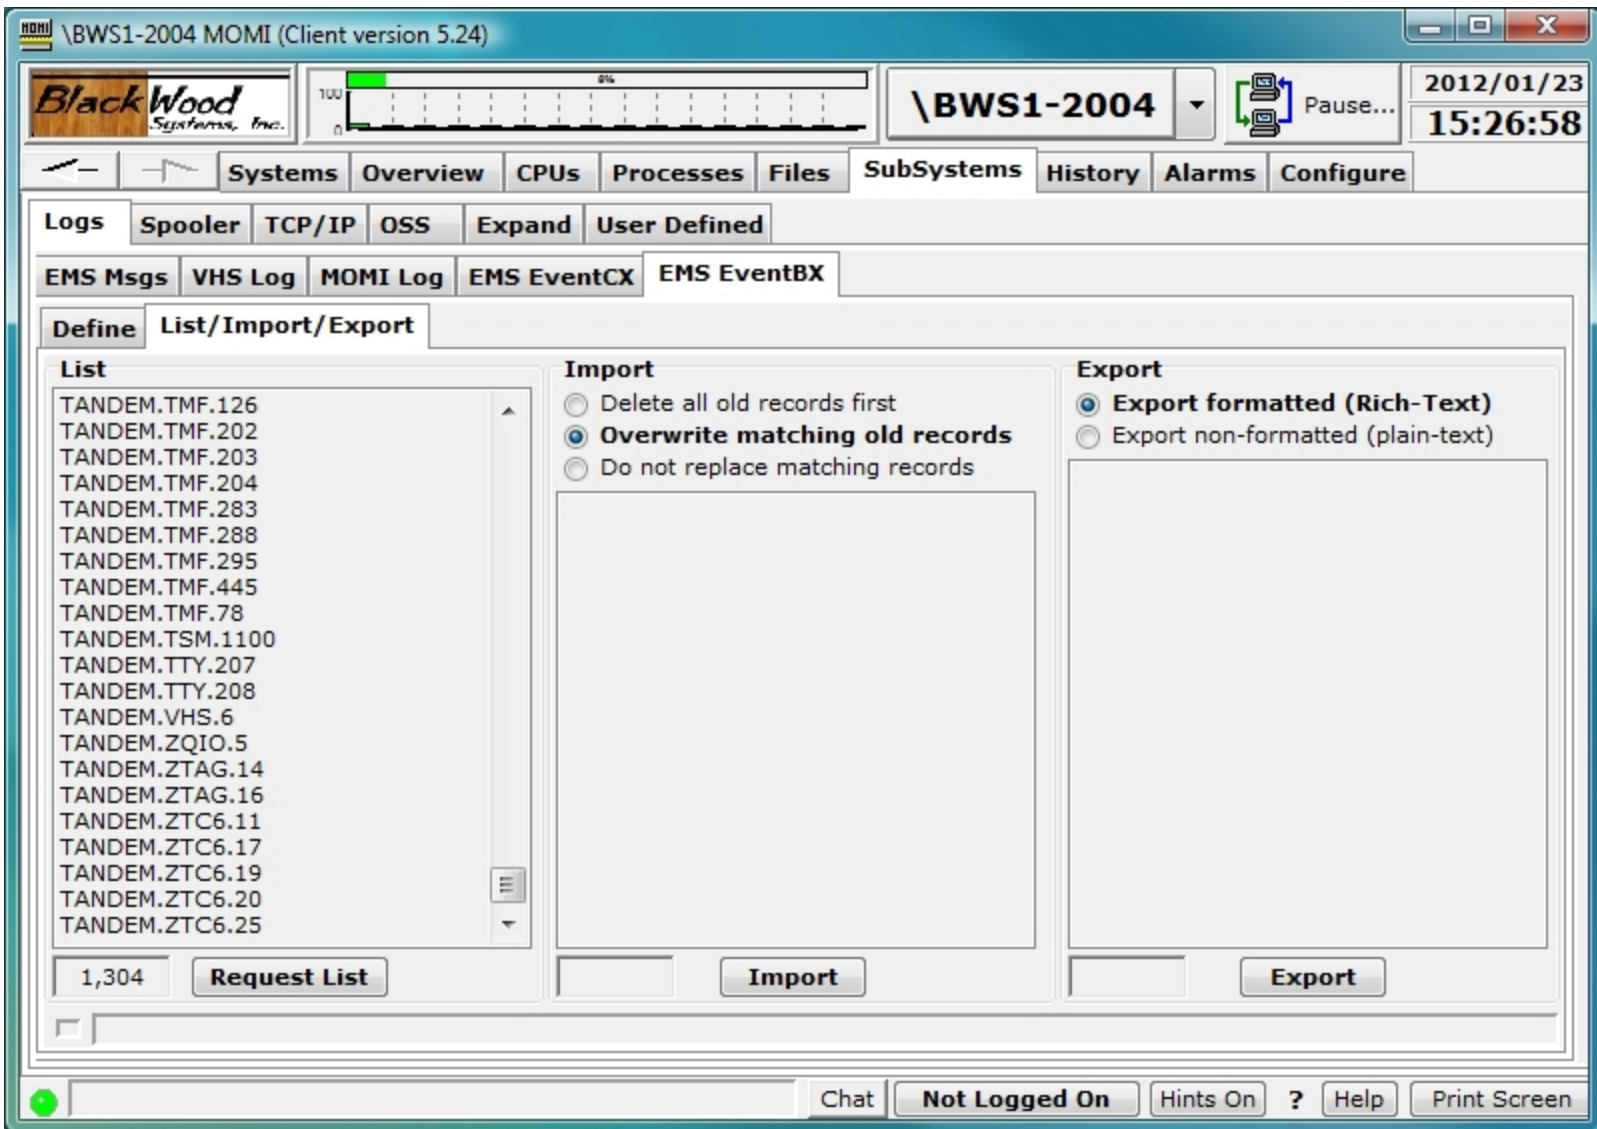 MOMI \BWS1-2004 MOMI (Client version 5.24)
BlackWood Systems, Inc.
100
0
0%
\BWS1-2004
Pause...
2012/01/23
15:26:58
Systems Overview CPUs Processes Files SubSystems History Alarms Configure
Logs Spooler TCP/IP OSS Expand User Defined
EMS Msgs VHS Log MOMI Log EMS EventCX EMS EventBX
Define List/Import/Export
List
TANDEM.TMF.126
TANDEM.TMF.202
TANDEM.TMF.203
TANDEM.TMF.204
TANDEM.TMF.283
TANDEM.TMF.288
TANDEM.TMF.295
TANDEM.TMF.445
TANDEM.TMF.78
TANDEM.TSM.1100
TANDEM.TTY.207
TANDEM.TTY.208
TANDEM.VHS.6
TANDEM.ZQIO.5
TANDEM.ZTAG.14
TANDEM.ZTAG.16
TANDEM.ZTC6.11
TANDEM.ZTC6.17
TANDEM.ZTC6.19
TANDEM.ZTC6.20
TANDEM.ZTC6.25
1,304 Request List
Import
Delete all old records first
Overwrite matching old records
Do not replace matching records
Import
Export
Export formatted (Rich-Text)
Export non-formatted (plain-text)
Export
Chat Not Logged On Hints On ? Help Print Screen